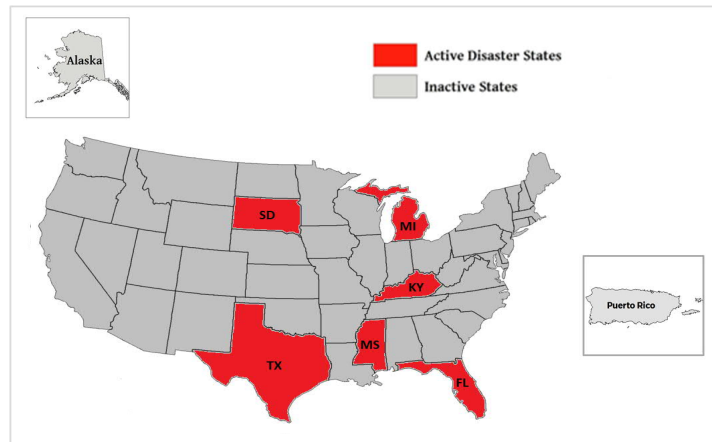 Alaska
Active Disaster States
Inactive States
SD
MI
KY
Puerto Rico
MS
TX
FL